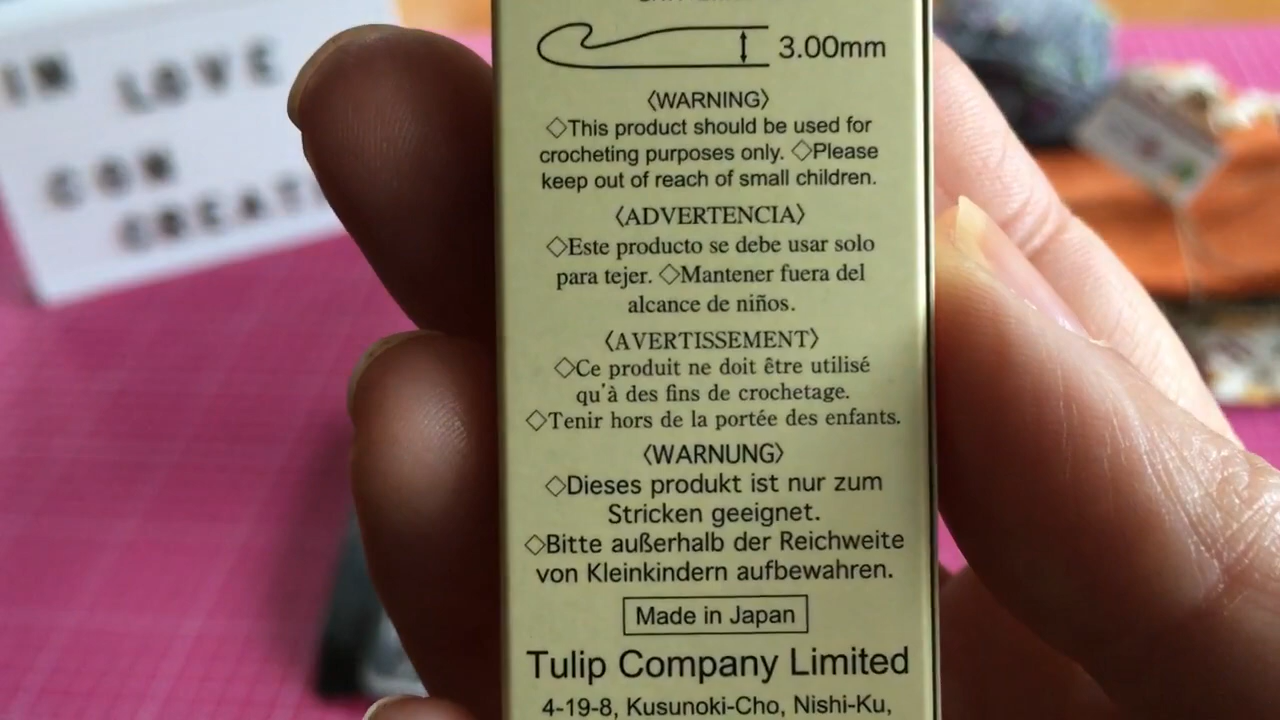 IN LOVE
CON
3.00mm
〈WARNING〉
◇This product should be used for
crocheting purposes only. ◇Please
keep out of reach of small children.
〈ADVERTENCIA〉
◇Este producto se debe usar solo
para tejer. ◇Mantener fuera del
alcance de niños.
〈AVERTISSEMENT〉
◇Ce produit ne doit être utilisé
qu'à des fins de crochetage.
◇Tenir hors de la portée des enfants.
〈WARNUNG〉
◇Dieses produkt ist nur zum
Stricken geeignet.
◇Bitte außerhalb der Reichweite
von Kleinkindern aufbewahren.
Made in Japan
Tulip Company Limited
4-19-8, Kusunoki-Cho, Nishi-Ku,